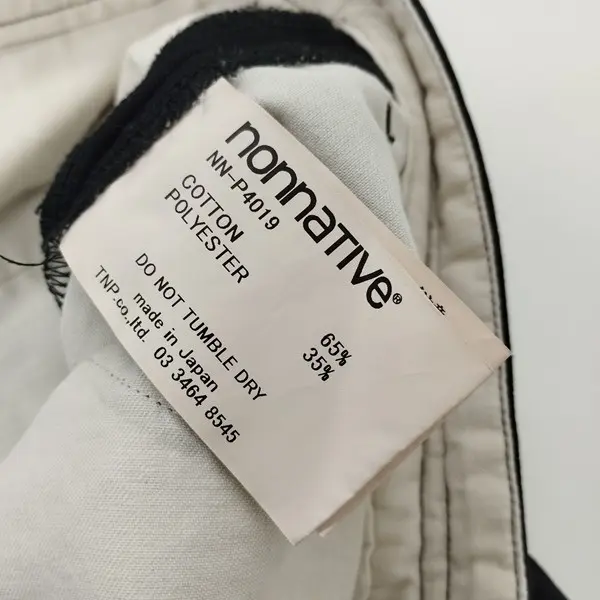 nonnative®
NN-P4019
COTTON 65%
POLYESTER 35%
DO NOT TUMBLE DRY
made in Japan
TNP.co.,ltd. 03 3464 8545